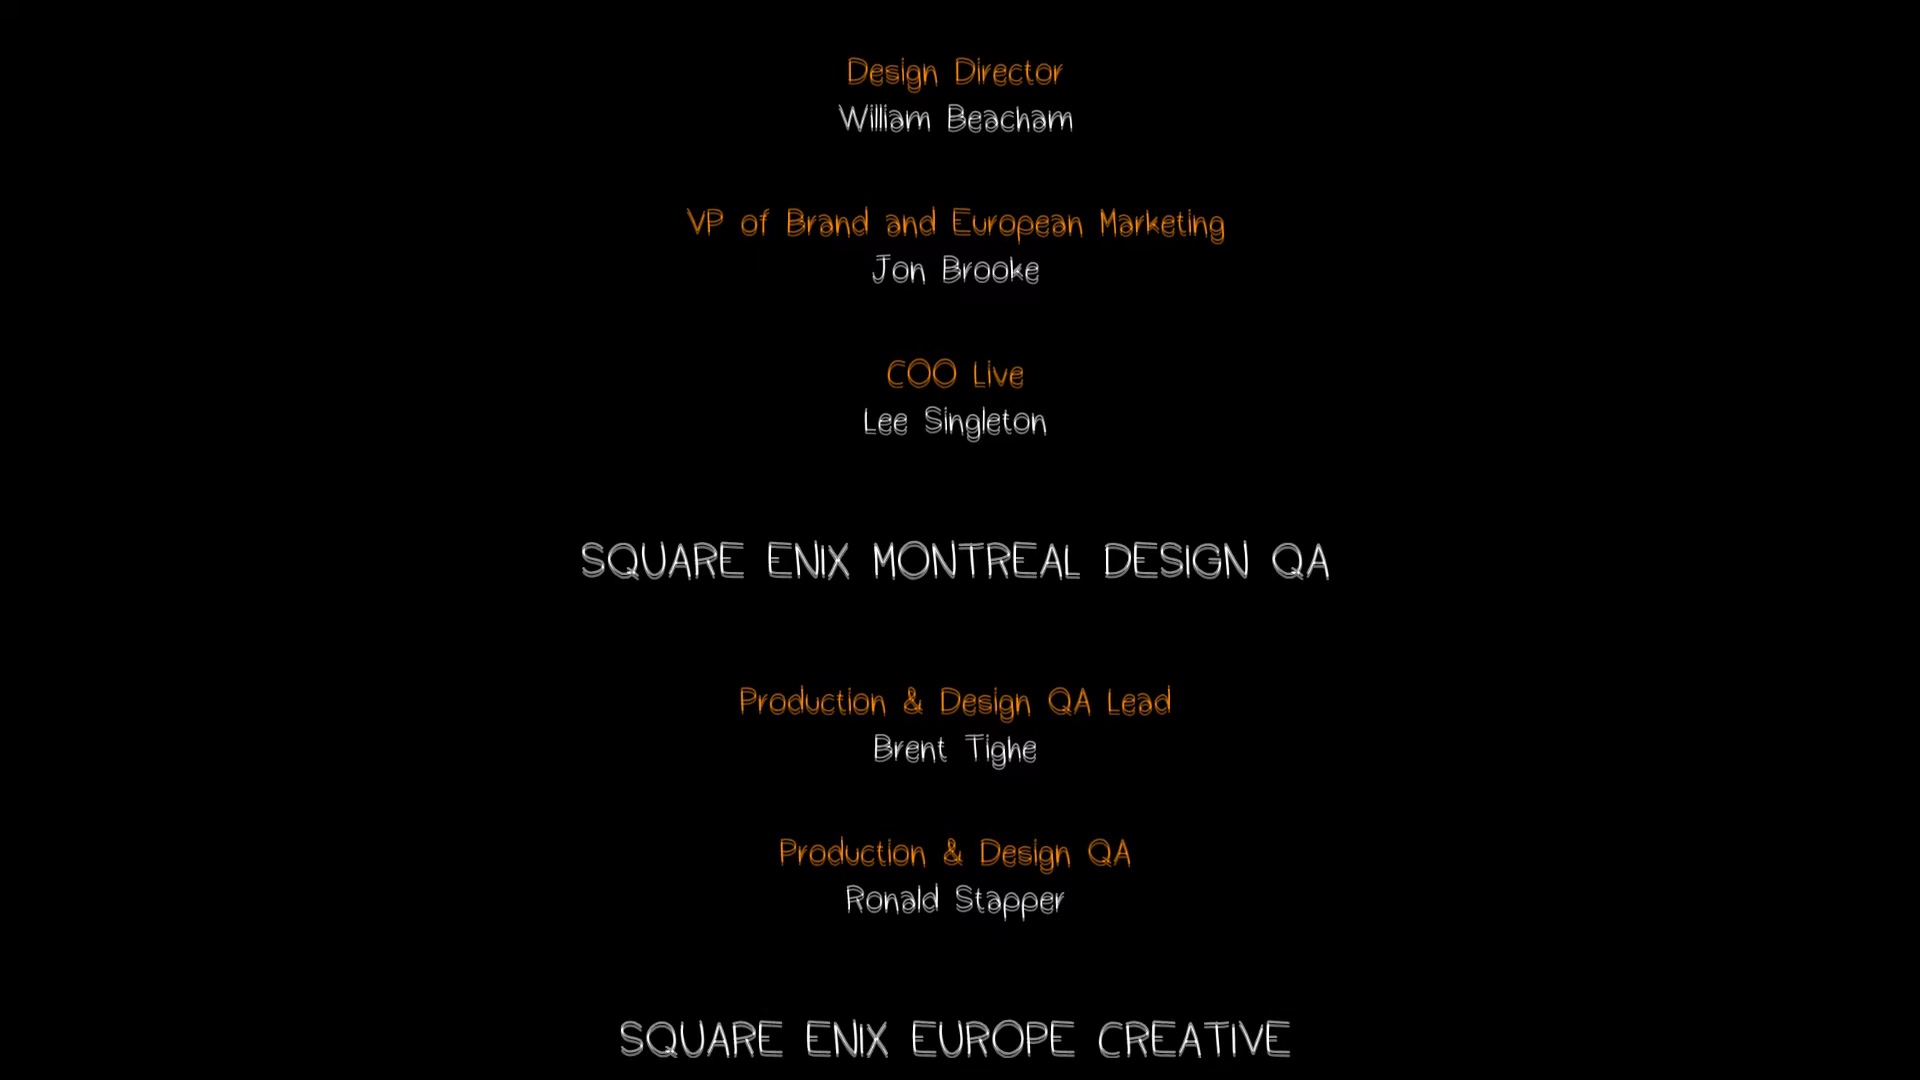 Design Director
William Beacham
VP of Brand and European Marketing
Jon Brooke
COO Live
Lee Singleton
SQUARE ENIX MONTREAL DESIGN QA
Production & Design QA Lead
Brent Tighe
Production & Design QA
Ronald Stapper
SQUARE ENIX EUROPE CREATIVE